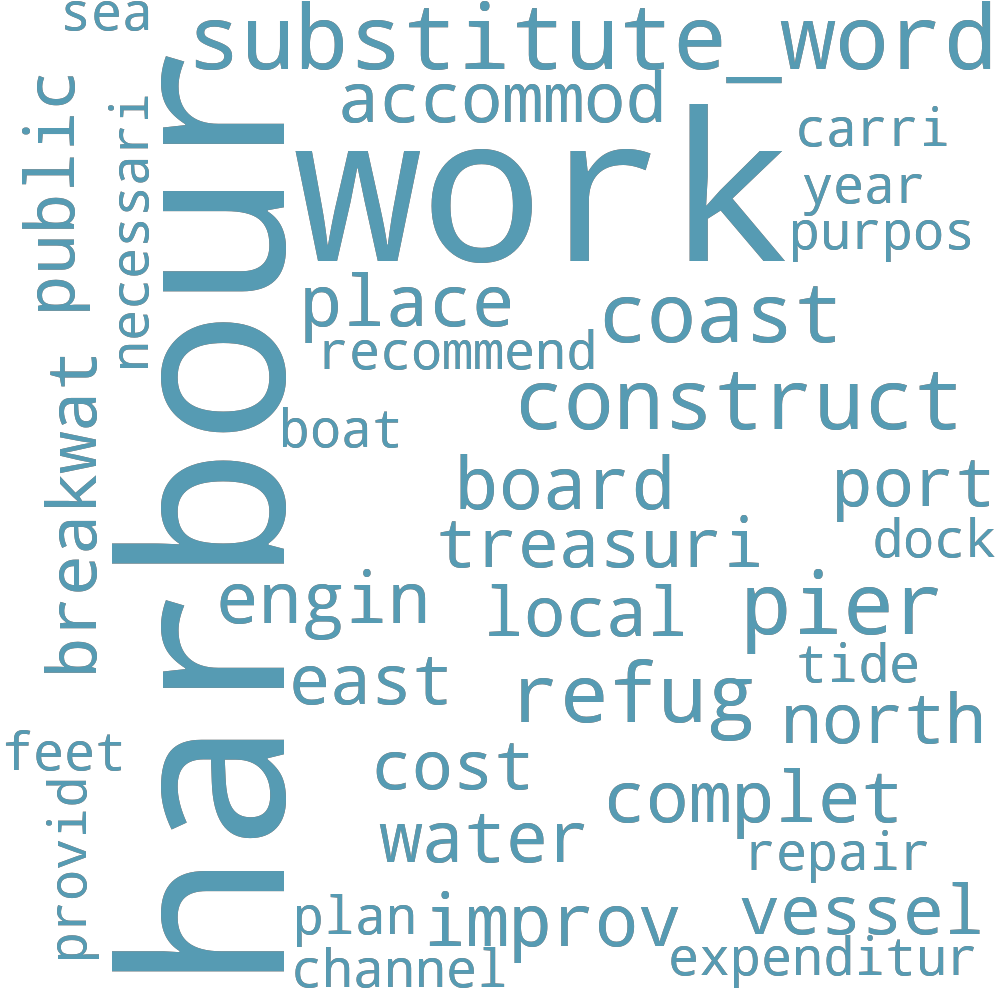 sea
substitute_word
public
necessari
harbour
accommod
work
carri
year
purpos
place
coast
recommend
breakwat
construct
boat
board
port
treasuri
dock
engin
local
pier
east
refug
tide
north
feet
provid
cost
complet
water
repair
plan
improv
vessel
channel
expenditur